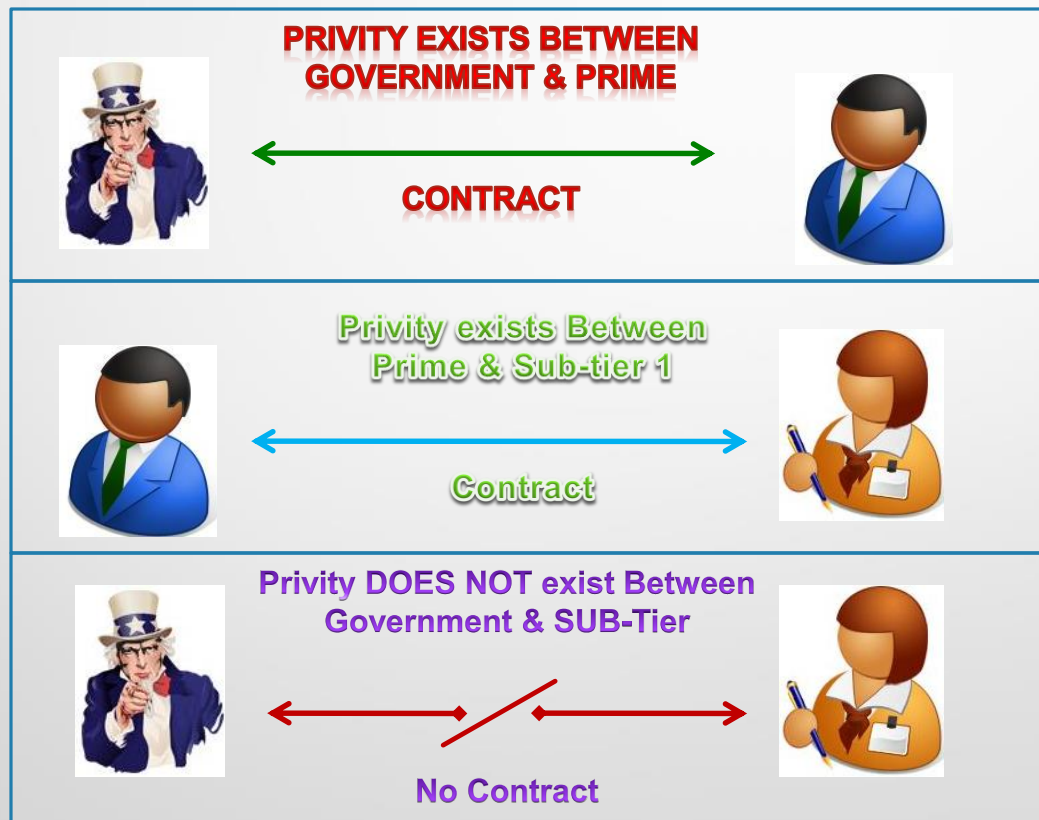 PRIVITY EXISTS BETWEEN
GOVERNMENT & PRIME
CONTRACT
Privity exists Between
Prime & Sub-tier 1
Contract
Privity DOES NOT exist Between
Government & SUB-Tier
No Contract